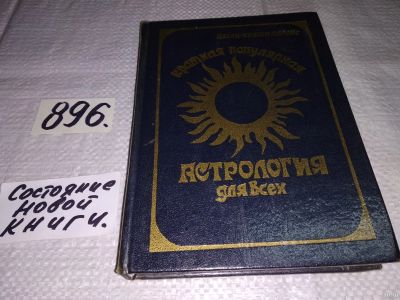 896.
Состояние
Новой
книги.
краткая популярная
АСТРОЛОГИЯ
для всех